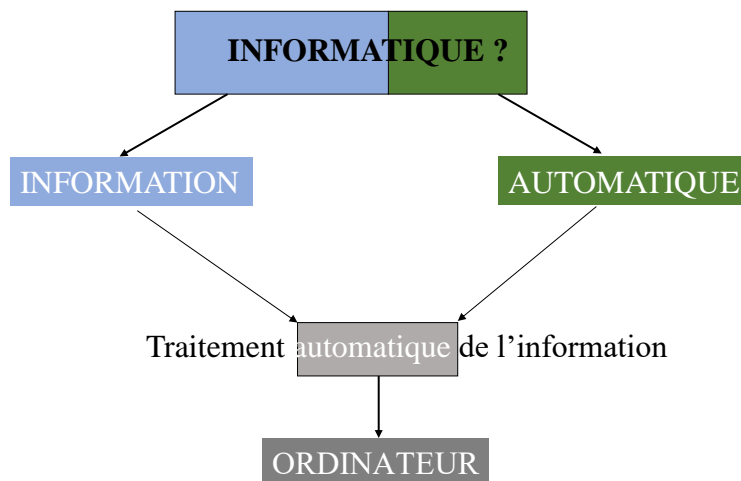 INFORMATIQUE ?
INFORMATION
AUTOMATIQUE
Traitement automatique de l’information
ORDINATEUR